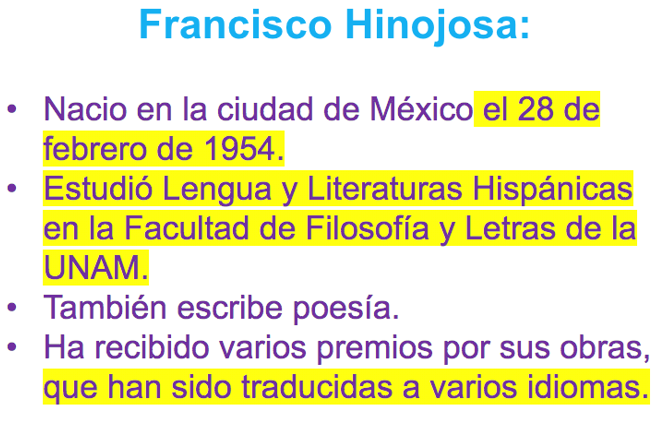 Francisco Hinojosa:
• Nacio en la ciudad de México el 28 de
febrero de 1954.
• Estudió Lengua y Literaturas Hispánicas
en la Facultad de Filosofía y Letras de la
UNAM.
• También escribe poesía.
• Ha recibido varios premios por sus obras,
que han sido traducidas a varios idiomas.